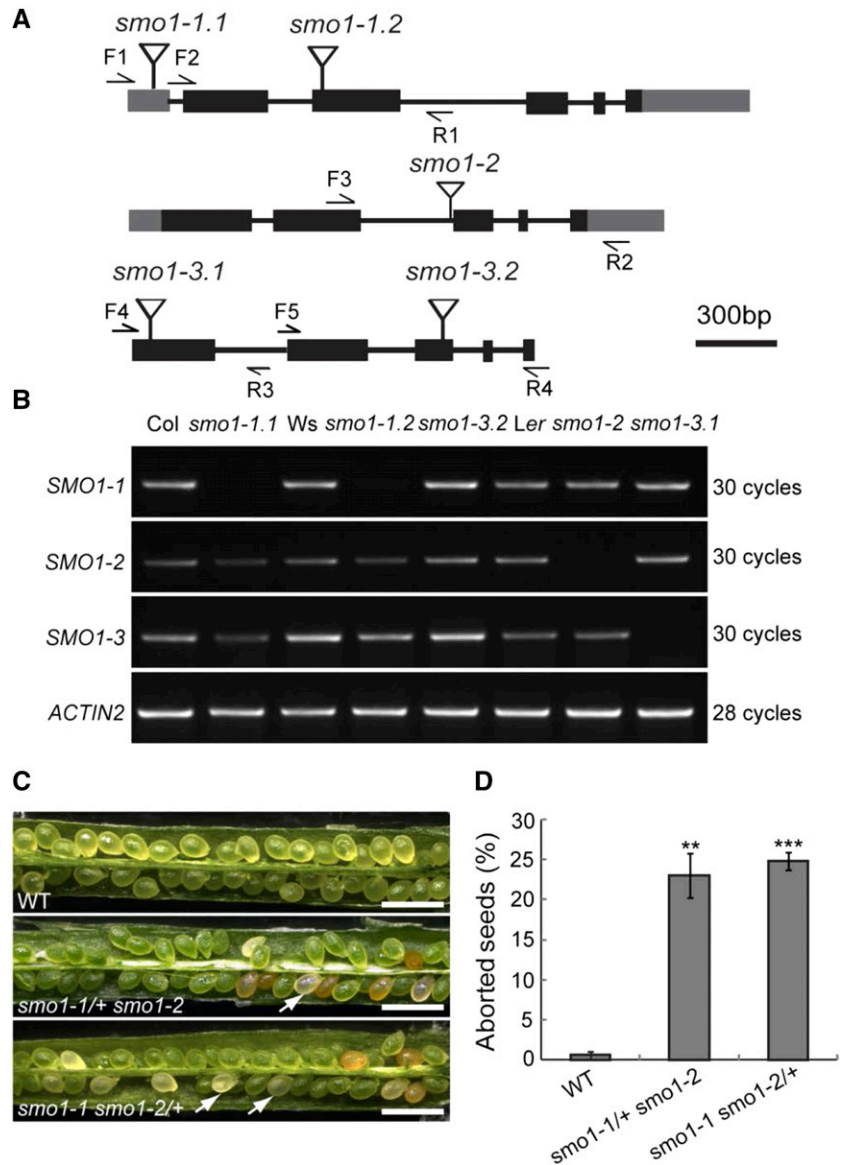 A
smo1-1.1
smo1-1.2
F1
F2
R1
smo1-2
F3
R2
smo1-3.1
smo1-3.2
F4
F5
300bp
R3
R4
B
Col smo1-1.1 Ws smo1-1.2 smo1-3.2 Ler smo1-2 smo1-3.1
SMO1-1 30 cycles
SMO1-2 30 cycles
SMO1-3 30 cycles
ACTIN2 28 cycles
C
WT
smo1-1/+ smo1-2
smo1-1 smo1-2/+
D
Aborted seeds (%)
30
25
20
15
10
5
0
**
***
WT
smo1-1/+ smo1-2
smo1-1 smo1-2/+